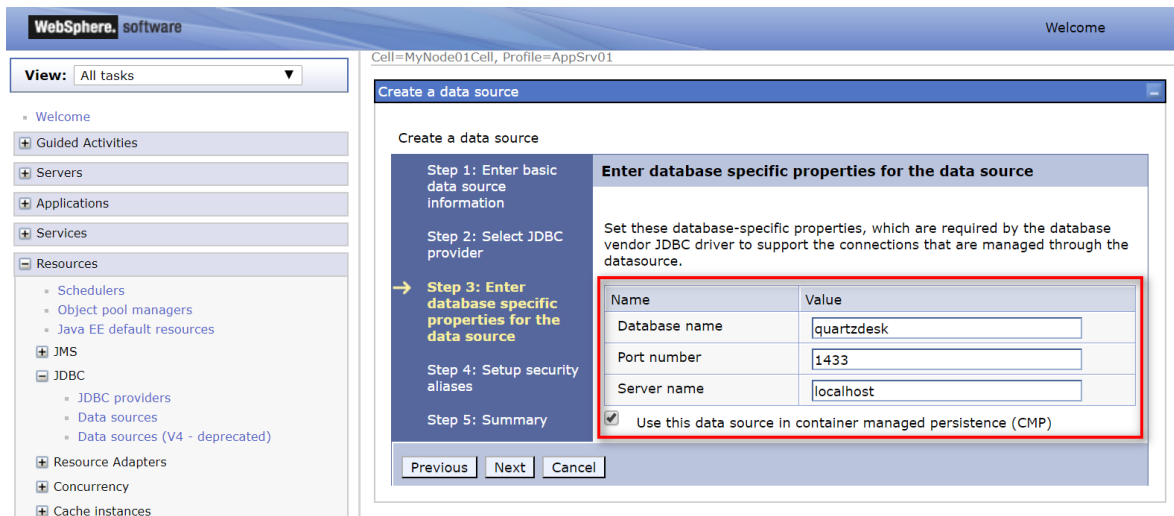 WebSphere. software
Welcome
View: All tasks
Welcome
Guided Activities
Servers
Applications
Services
Resources
Schedulers
Object pool managers
Java EE default resources
JMS
JDBC
JDBC providers
Data sources
Data sources (V4 - deprecated)
Resource Adapters
Concurrency
Cache instances
Cell=MyNode01Cell, Profile=AppSrv01
Create a data source
Create a data source
Step 1: Enter basic
data source
information
Step 2: Select JDBC
provider
Step 3: Enter
database specific
properties for the
data source
Step 4: Setup security
aliases
Step 5: Summary
Enter database specific properties for the data source
Set these database-specific properties, which are required by the database
vendor JDBC driver to support the connections that are managed through the
datasource.
Name Value
Database name quartzdesk
Port number 1433
Server name localhost
Use this data source in container managed persistence (CMP)
Previous Next Cancel